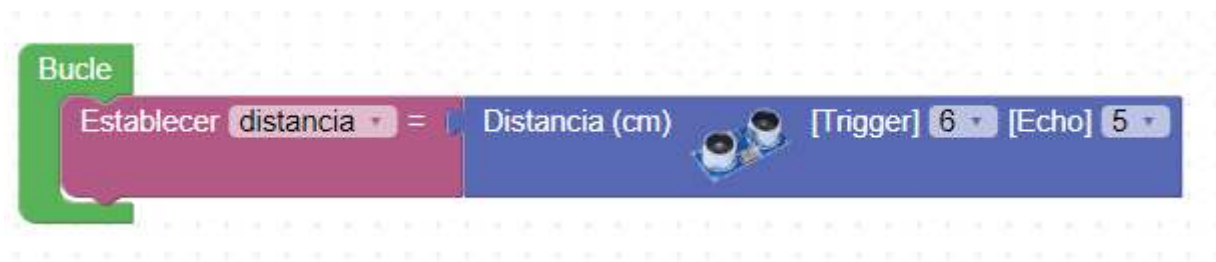 Bucle
Establecer distancia = Distancia (cm) [Trigger] 6 [Echo] 5